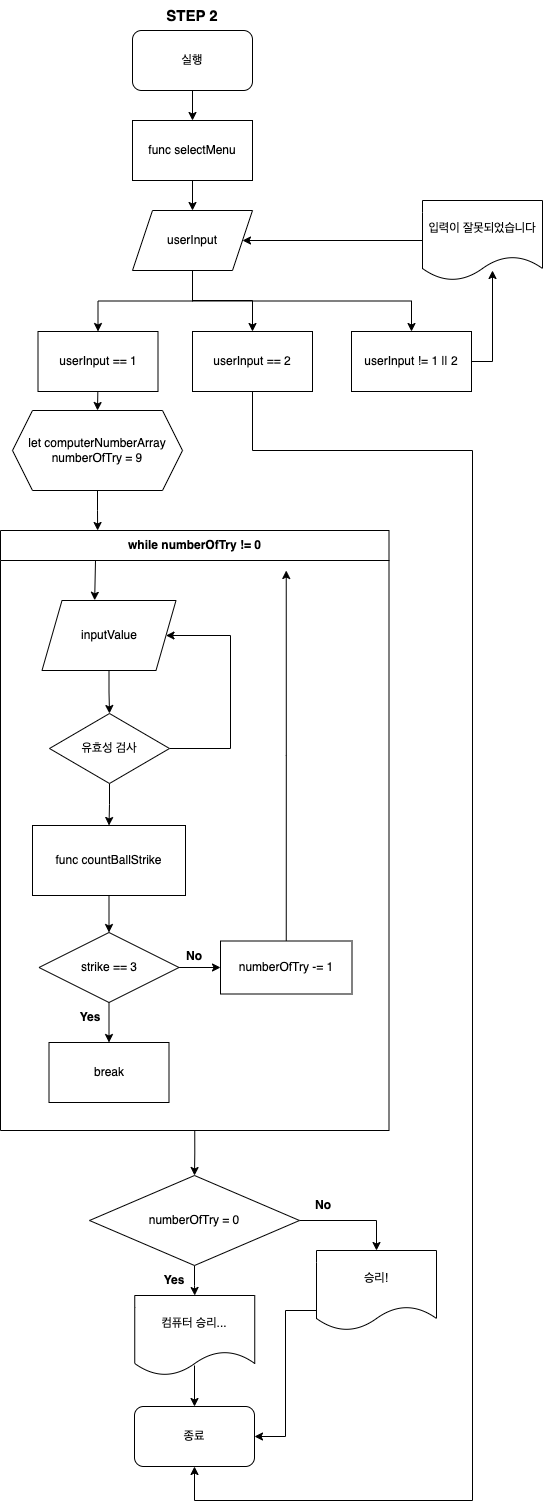 STEP 2
실행
func selectMenu
userInput
입력이 잘못되었습니다
userInput == 1
userInput == 2
userInput != 1 || 2
let computerNumberArray
numberOfTry = 9
while numberOfTry != 0
inputValue
유효성 검사
func countBallStrike
strike == 3
No
numberOfTry -= 1
Yes
break
numberOfTry = 0
No
승리!
Yes
컴퓨터 승리...
종료